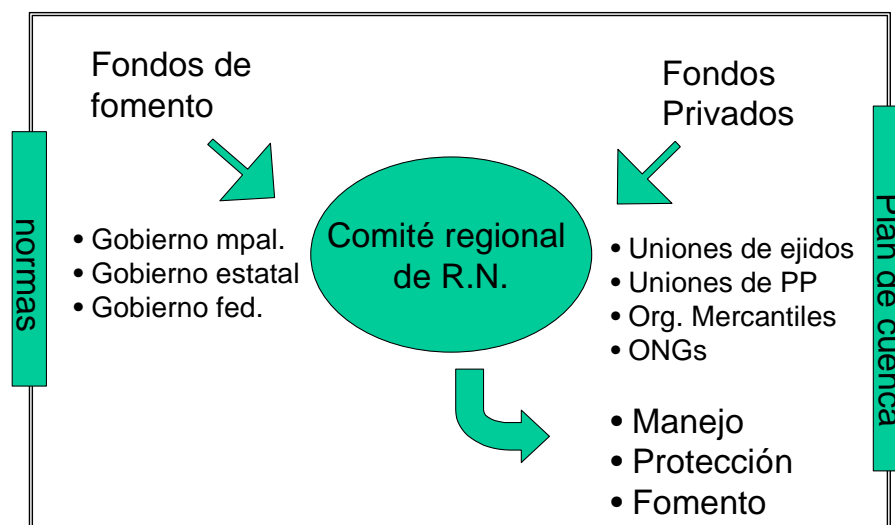 Fondos de
fomento
Fondos
Privados
normas
• Gobierno mpal.
• Gobierno estatal
• Gobierno fed.
Comité regional
de R.N.
• Uniones de ejidos
• Uniones de PP
• Org. Mercantiles
• ONGs
Plan de cuenca
• Manejo
• Protección
• Fomento